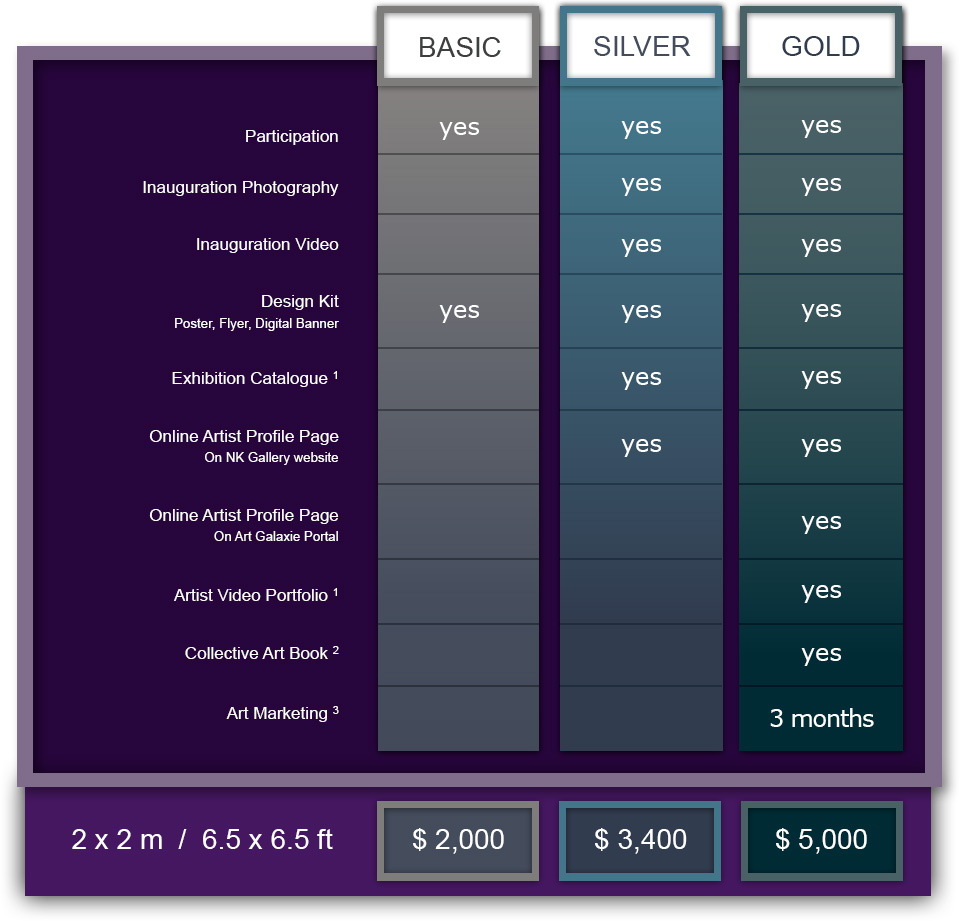 BASIC SILVER GOLD
Participation yes yes yes
Inauguration Photography yes yes
Inauguration Video yes yes
Design Kit yes yes yes
Poster, Flyer, Digital Banner
Exhibition Catalogue ¹ yes yes
Online Artist Profile Page yes yes
On NK Gallery website
Online Artist Profile Page yes
On Art Galaxie Portal
Artist Video Portfolio ¹ yes
Collective Art Book ² yes
Art Marketing ³ 3 months
2 x 2 m / 6.5 x 6.5 ft $ 2,000 $ 3,400 $ 5,000